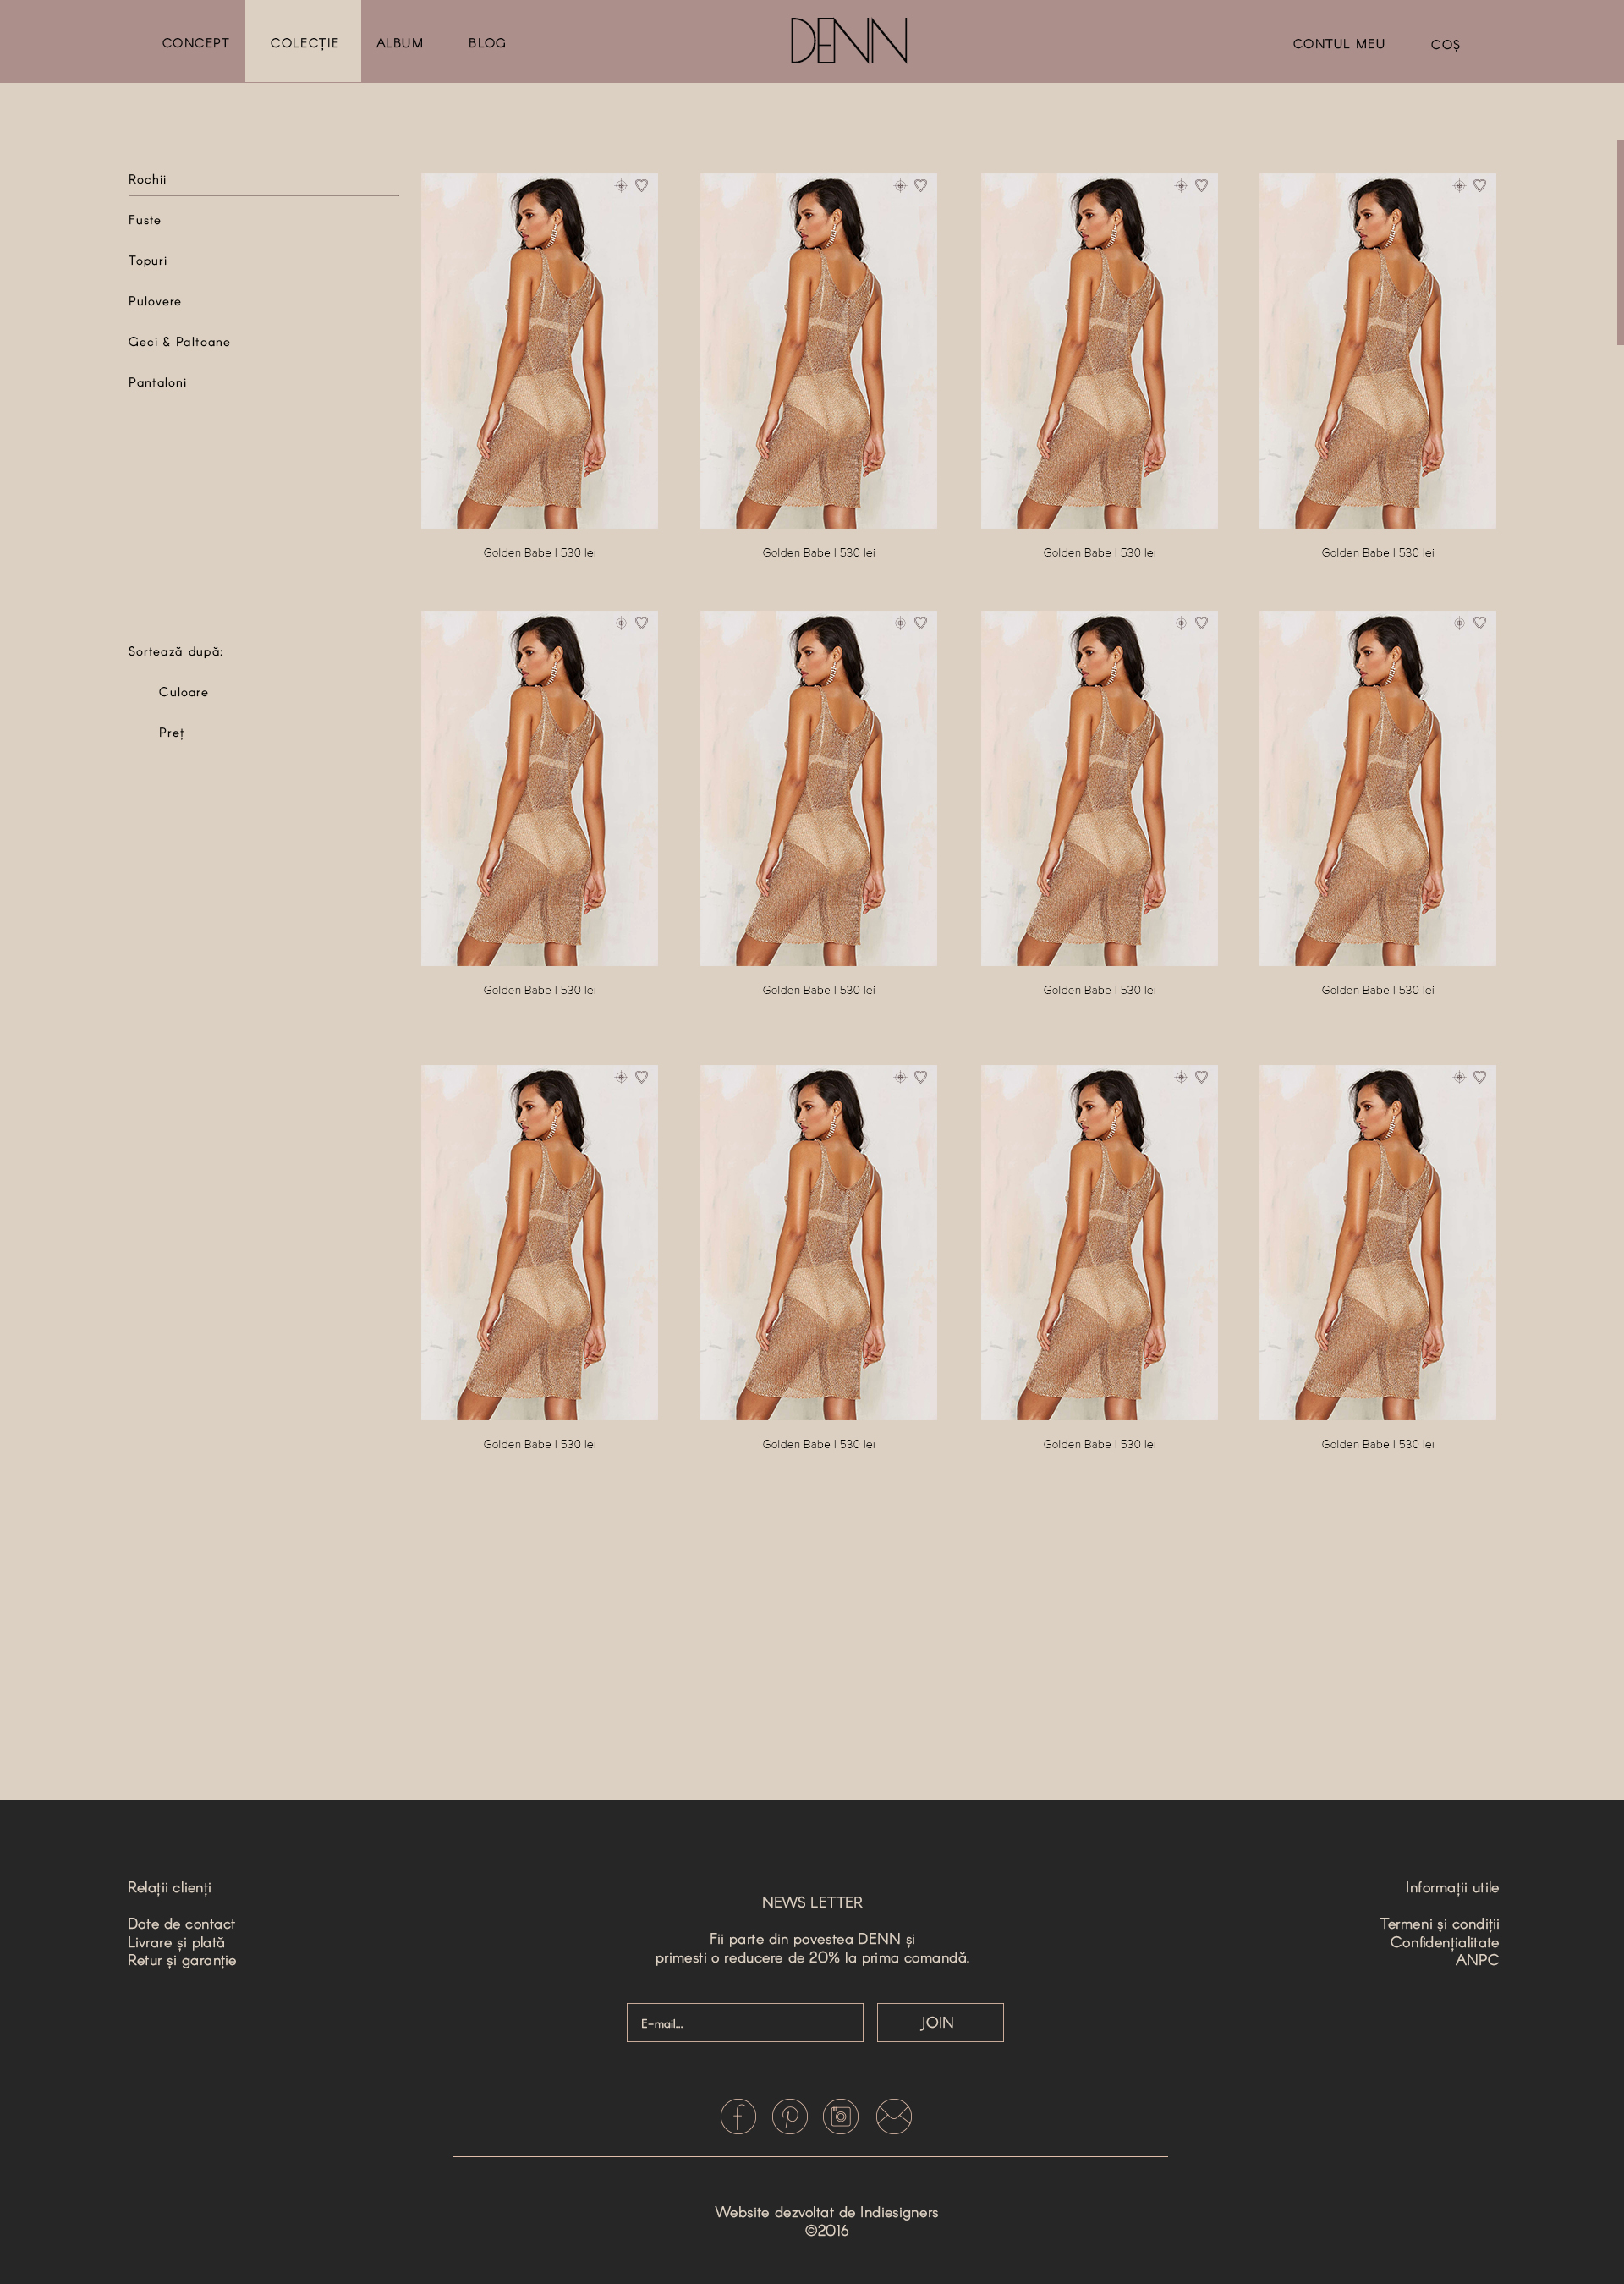 CONCEPT COLECȚIE ALBUM BLOG DENN CONTUL MEU COȘ
Rochii
Fuste
Topuri
Pulovere
Geci & Paltoane
Pantaloni
Golden Babe | 530 lei Golden Babe | 530 lei Golden Babe | 530 lei Golden Babe | 530 lei
Sortează după:
Culoare
Preț
Golden Babe | 530 lei Golden Babe | 530 lei Golden Babe | 530 lei Golden Babe | 530 lei
Golden Babe | 530 lei Golden Babe | 530 lei Golden Babe | 530 lei Golden Babe | 530 lei
Relații clienți
Date de contact
Livrare și plată
Retur și garanție
NEWS LETTER
Fii parte din povestea DENN și
primesti o reducere de 20% la prima comandă.
E-mail... JOIN
Informații utile
Termeni și condiții
Confidențialitate
ANPC
Website dezvoltat de Indiesigners
©2016